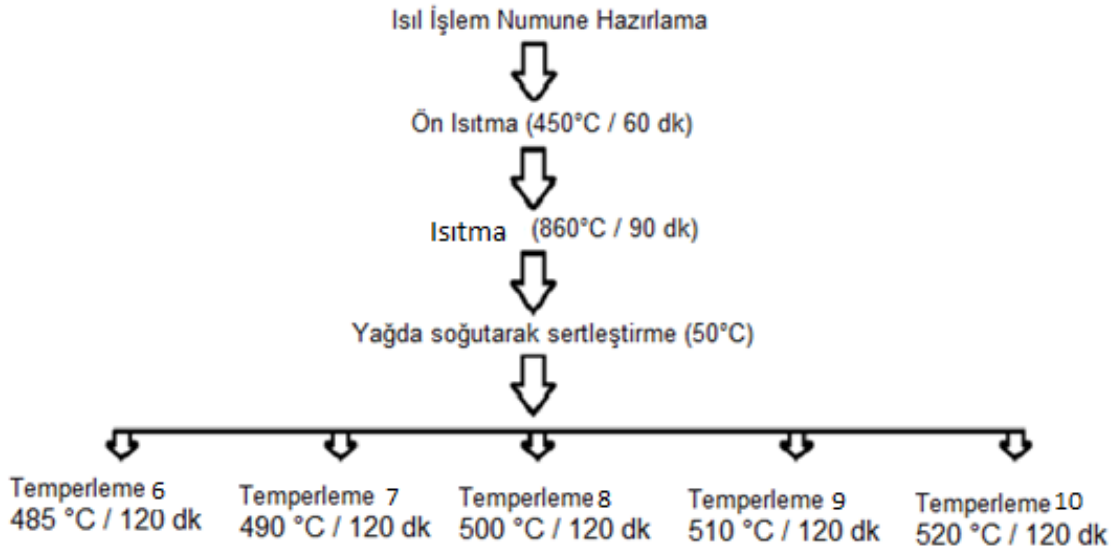 Isıl İşlem Numune Hazırlama
Ön Isıtma (450°C / 60 dk)
Isıtma (860°C / 90 dk)
Yağda soğutarak sertleştirme (50°C)
Temperleme 6
485 °C / 120 dk
Temperleme 7
490 °C / 120 dk
Temperleme 8
500 °C / 120 dk
Temperleme 9
510 °C / 120 dk
Temperleme 10
520 °C / 120 dk